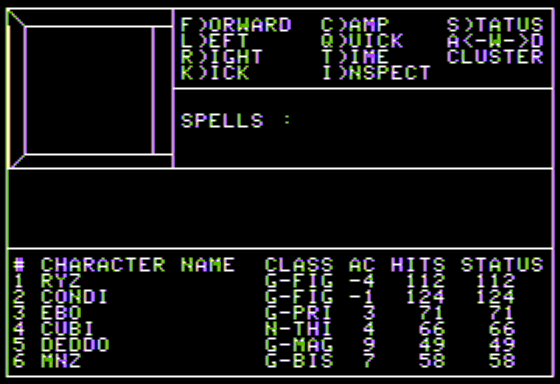 F)ORWARD C)AMP S)TATUS
L)EFT Q)UICK A<-W->D
R)IGHT T)IME CLUSTER
K)ICK I)NSPECT
SPELLS :
# CHARACTER NAME CLASS AC HITS STATUS
1 RYZ G-FIG -4 112 112
2 CONDI G-FIG -1 124 124
3 EBO G-PRI 3 71 71
4 CUBI N-THI 4 66 66
5 DEDDO G-MAG 9 49 49
6 MNZ G-BIS 7 58 58